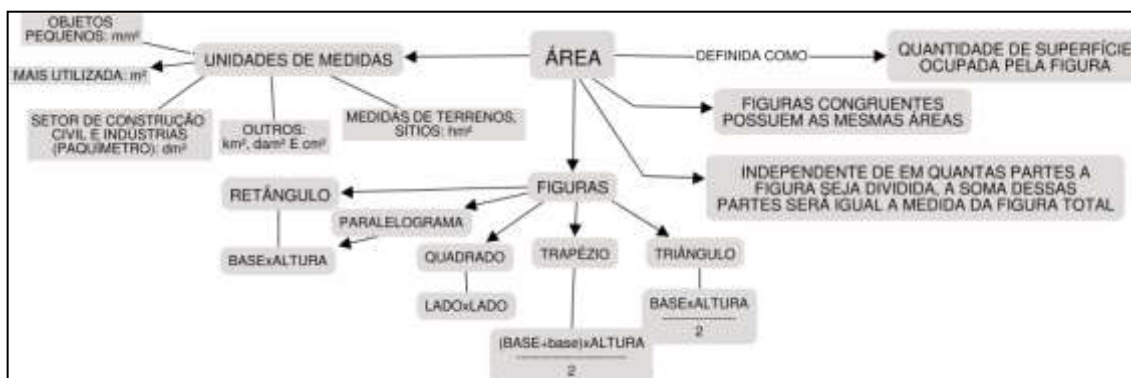 OBJETOS
PEQUENOS: mm²
MAIS UTILIZADA: m²
UNIDADES DE MEDIDAS
SETOR DE CONSTRUÇÃO
CIVIL E INDÚSTRIAS
(PAQUÍMETRO): dm²
OUTROS:
km², dam² E cm²
MEDIDAS DE TERRENOS,
SÍTIOS: hm²
ÁREA
DEFINIDA COMO
QUANTIDADE DE SUPERFÍCIE
OCUPADA PELA FIGURA
FIGURAS CONGRUENTES
POSSUEM AS MESMAS ÁREAS
INDEPENDENTE DE EM QUANTAS PARTES A
FIGURA SEJA DIVIDIDA, A SOMA DESSAS
PARTES SERÁ IGUAL A MEDIDA DA FIGURA TOTAL
FIGURAS
RETÂNGULO
PARALELOGRAMA
BASExALTURA
QUADRADO
LADOxLADO
TRAPÉZIO
(BASE+base)xALTURA
2
TRIÂNGULO
BASExALTURA
2